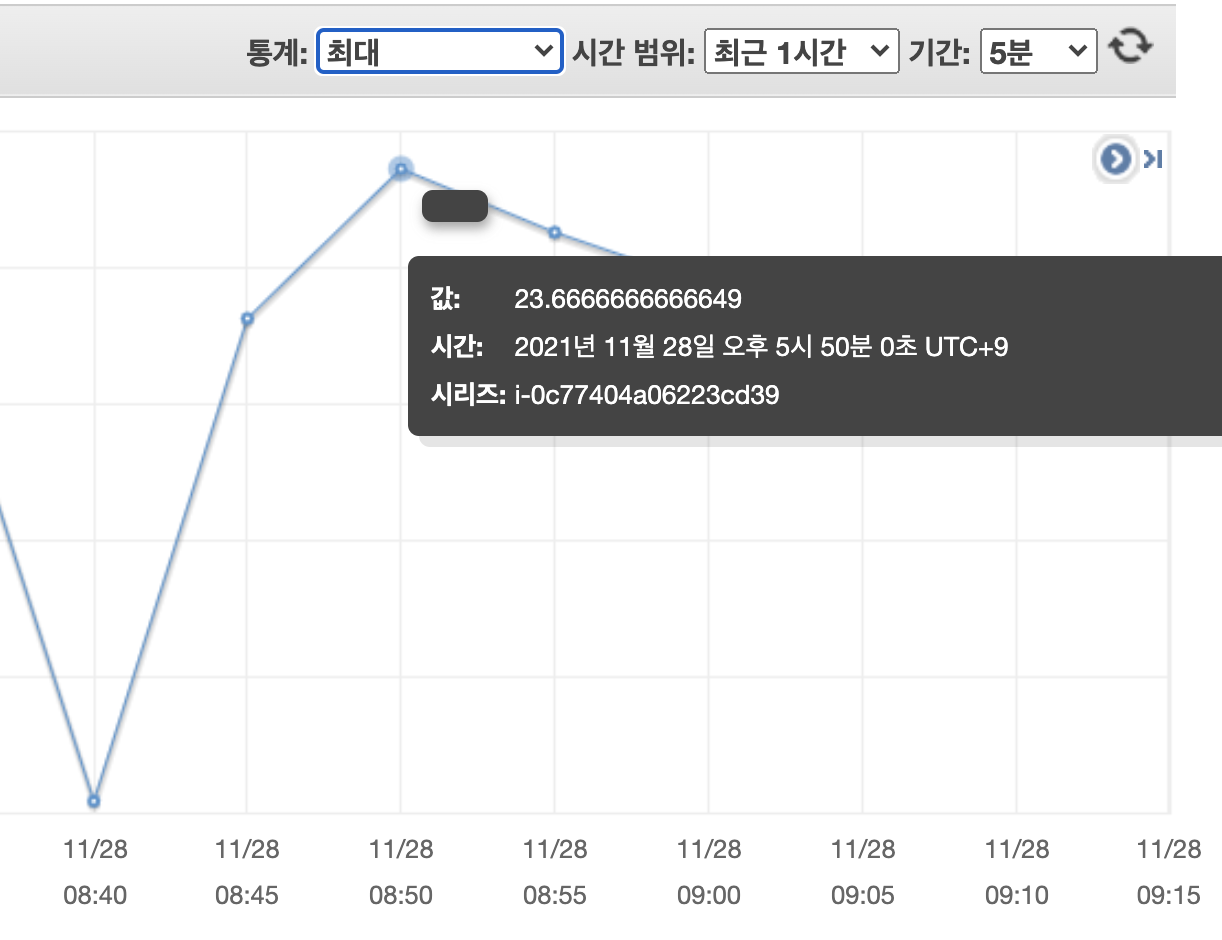 통계: 최대 시간 범위: 최근 1시간 기간: 5분
값: 23.6666666666649
시간: 2021년 11월 28일 오후 5시 50분 0초 UTC+9
시리즈: i-0c77404a06223cd39
11/28 11/28 11/28 11/28 11/28 11/28 11/28 11/28
08:40 08:45 08:50 08:55 09:00 09:05 09:10 09:15